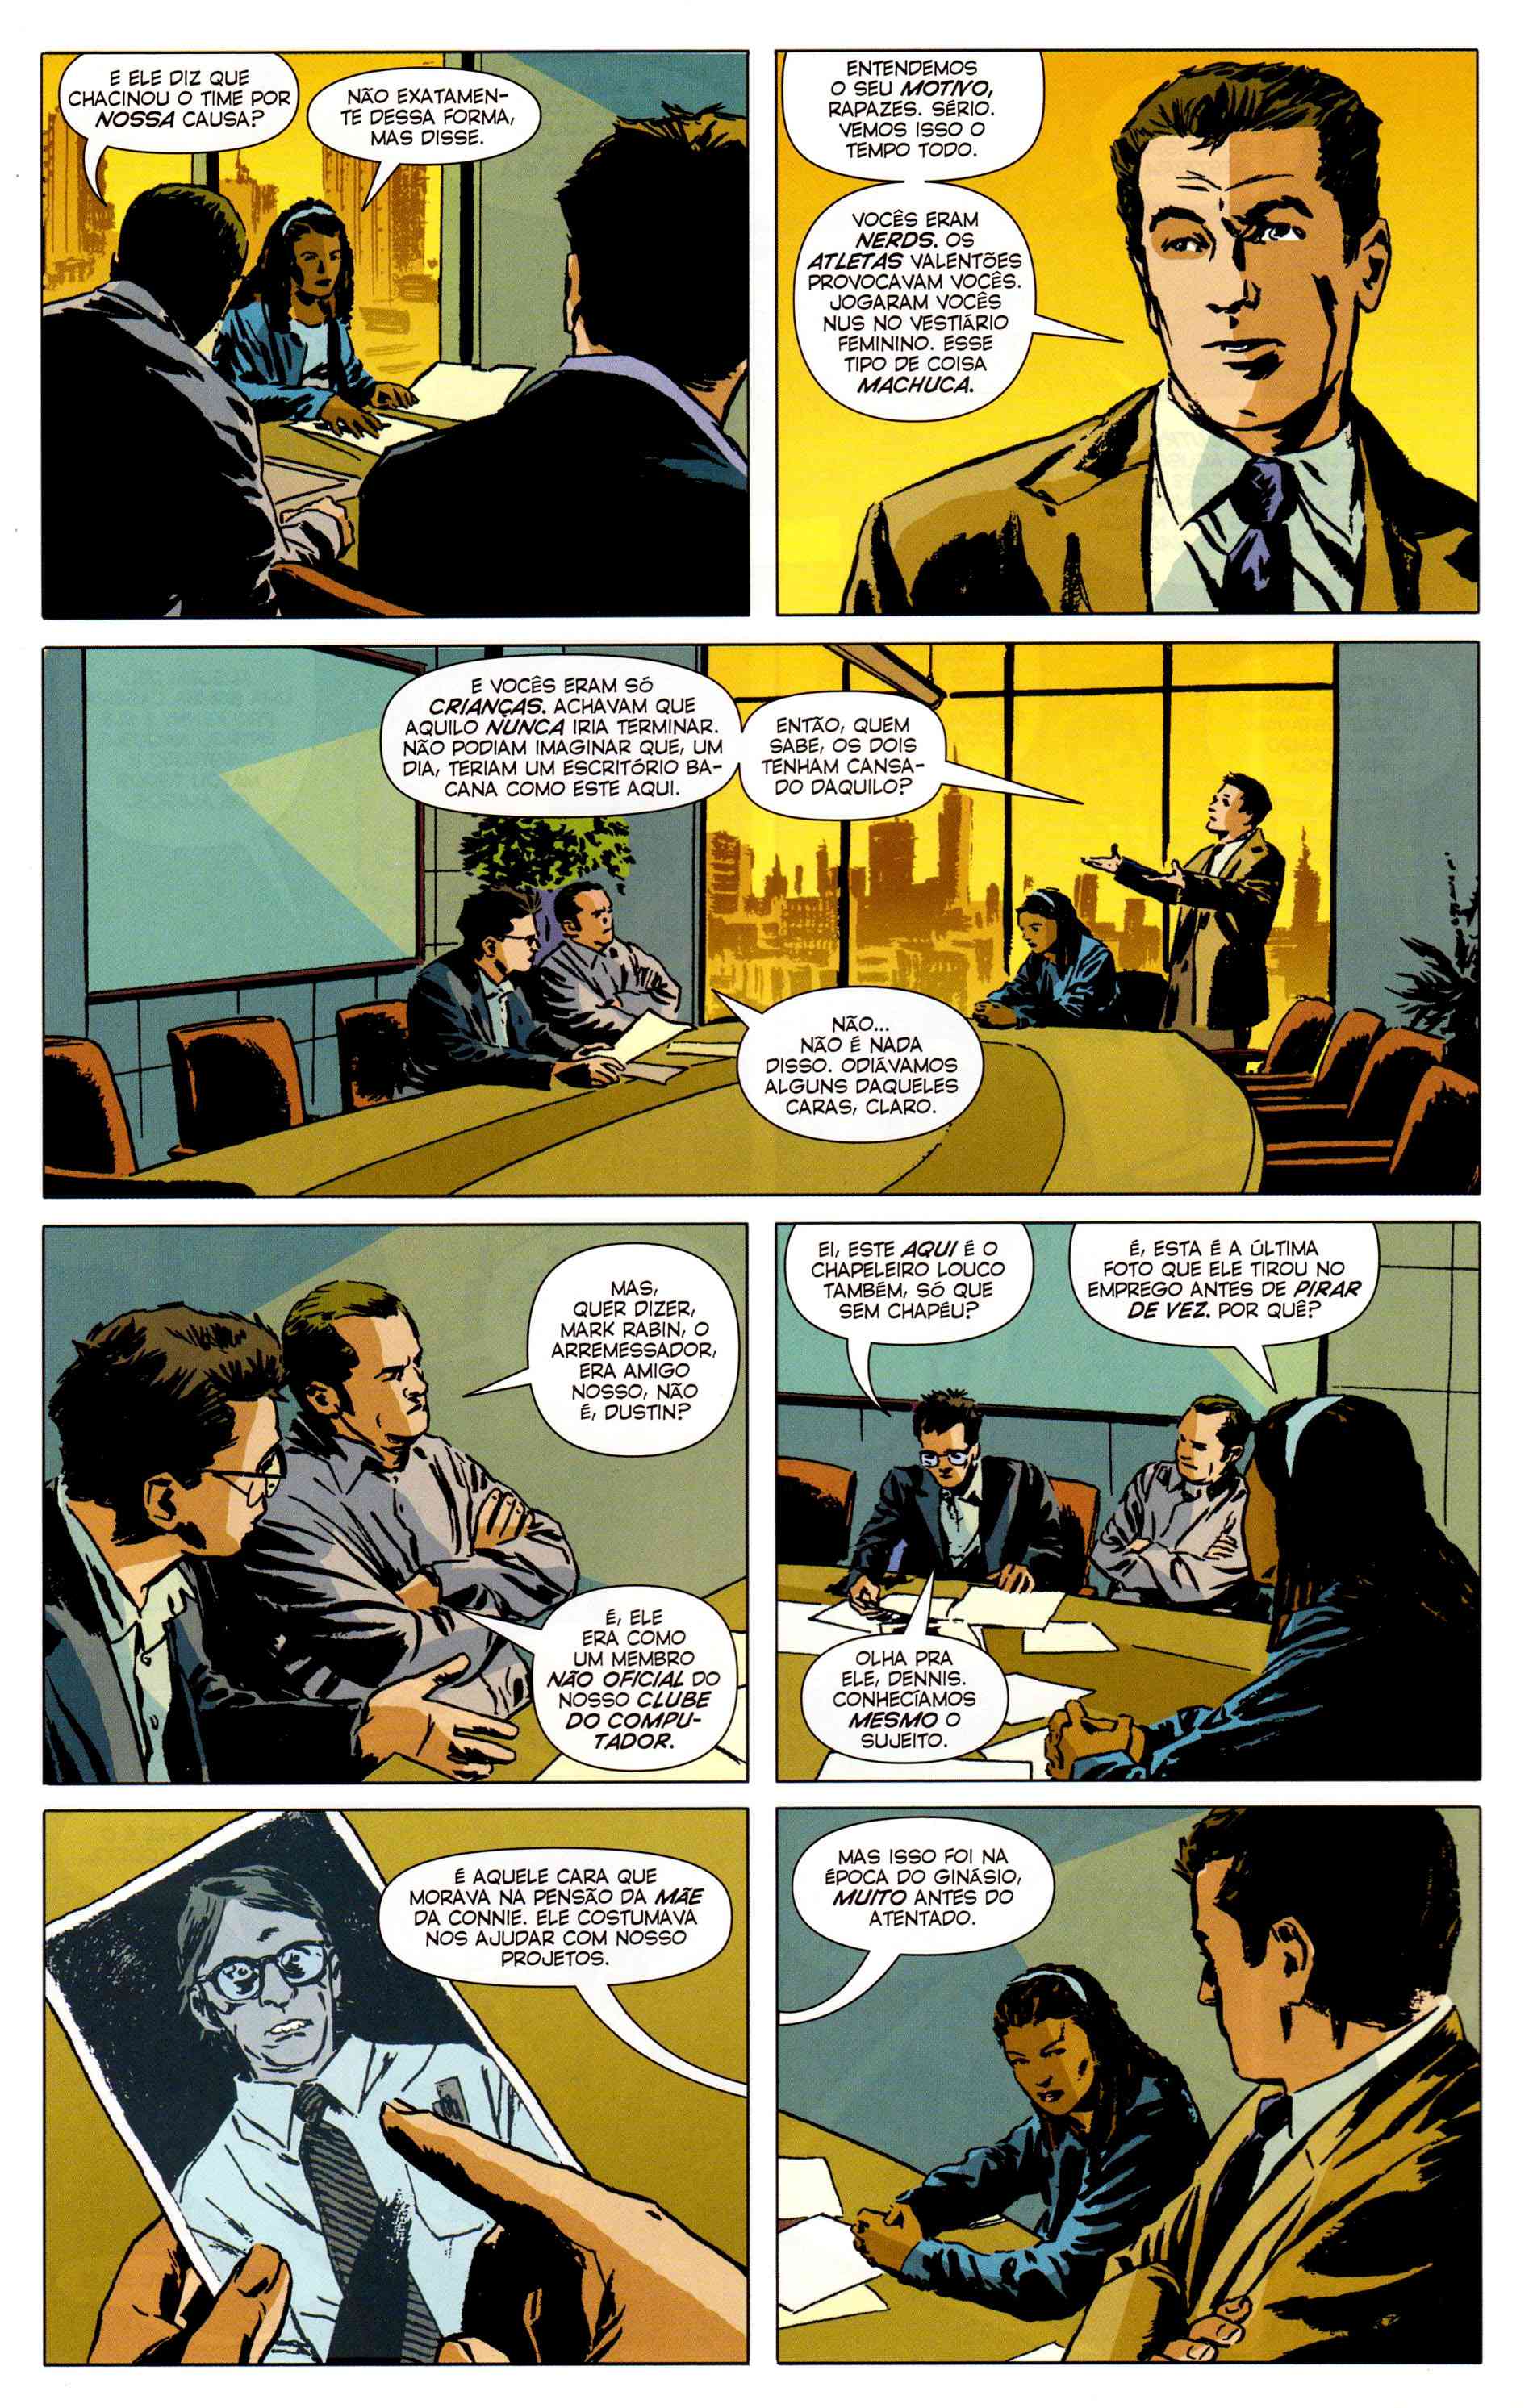 E ELE DIZ QUE
CHACINOU O TIME POR
NOSSA CAUSA?
NÃO EXATAMEN-
TE DESSA FORMA,
MAS DISSE.
ENTENDEMOS
O SEU MOTIVO,
RAPAZES. SÉRIO.
VEMOS ISSO O
TEMPO TODO.
VOCÊS ERAM
NERDS. OS
ATLETAS VALENTÕES
PROVOCAVAM VOCÊS.
JOGARAM VOCÊS
NUS NO VESTIÁRIO
FEMININO. ESSE
TIPO DE COISA
MACHUCA.
E VOCÊS ERAM SÓ
CRIANÇAS. ACHAVAM QUE
AQUILO NUNCA IRIA TERMINAR.
NÃO PODIAM IMAGINAR QUE, UM
DIA, TERIAM UM ESCRITÓRIO BA-
CANA COMO ESTE AQUI.
ENTÃO, QUEM
SABE, OS DOIS
TENHAM CANSA-
DO DAQUILO?
NÃO...
NÃO É NADA
DISSO. ODIÁVAMOS
ALGUNS DAQUELES
CARAS, CLARO.
MAS,
QUER DIZER,
MARK RABIN, O
ARREMESSADOR,
ERA AMIGO
NOSSO, NÃO
É, DUSTIN?
É, ELE
ERA COMO
UM MEMBRO
NÃO OFICIAL DO
NOSSO CLUBE
DO COMPU-
TADOR.
EI, ESTE AQUI É O
CHAPELEIRO LOUCO
TAMBÉM, SÓ QUE
SEM CHAPÉU?
É, ESTA É A ÚLTIMA
FOTO QUE ELE TIROU NO
EMPREGO ANTES DE PIRAR
DE VEZ. POR QUÊ?
OLHA PRA
ELE, DENNIS.
CONHECÍAMOS
MESMO O
SUJEITO.
É AQUELE CARA QUE
MORAVA NA PENSÃO DA MÃE
DA CONNIE. ELE COSTUMAVA
NOS AJUDAR COM NOSSO
PROJETOS.
MAS ISSO FOI NA
ÉPOCA DO GINÁSIO,
MUITO ANTES DO
ATENTADO.